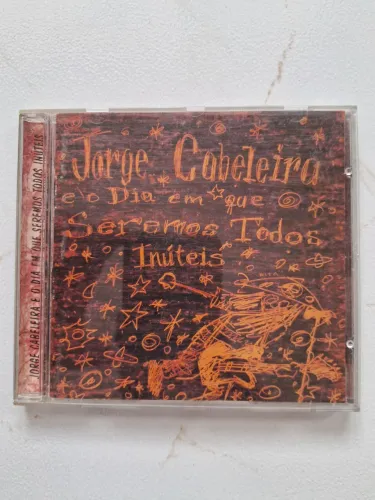 Jorge Cabeleira
e o Dia em que
Seremos Todos
Inúteis
JORGE CABELEIRA E O DIA EM QUE SEREMOS TODOS INÚTEIS